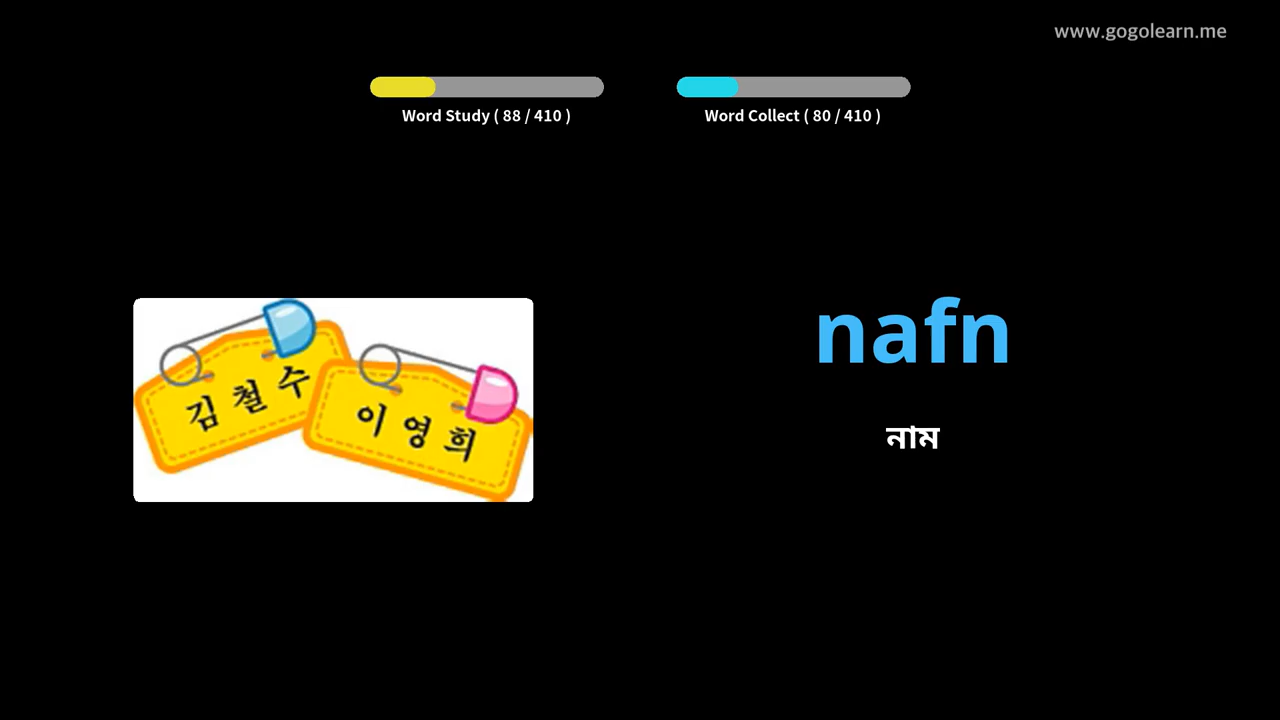 www.gogolearn.me
Word Study ( 88 / 410 )
Word Collect ( 80 / 410 )
김철수
이영희
nafn
নাম